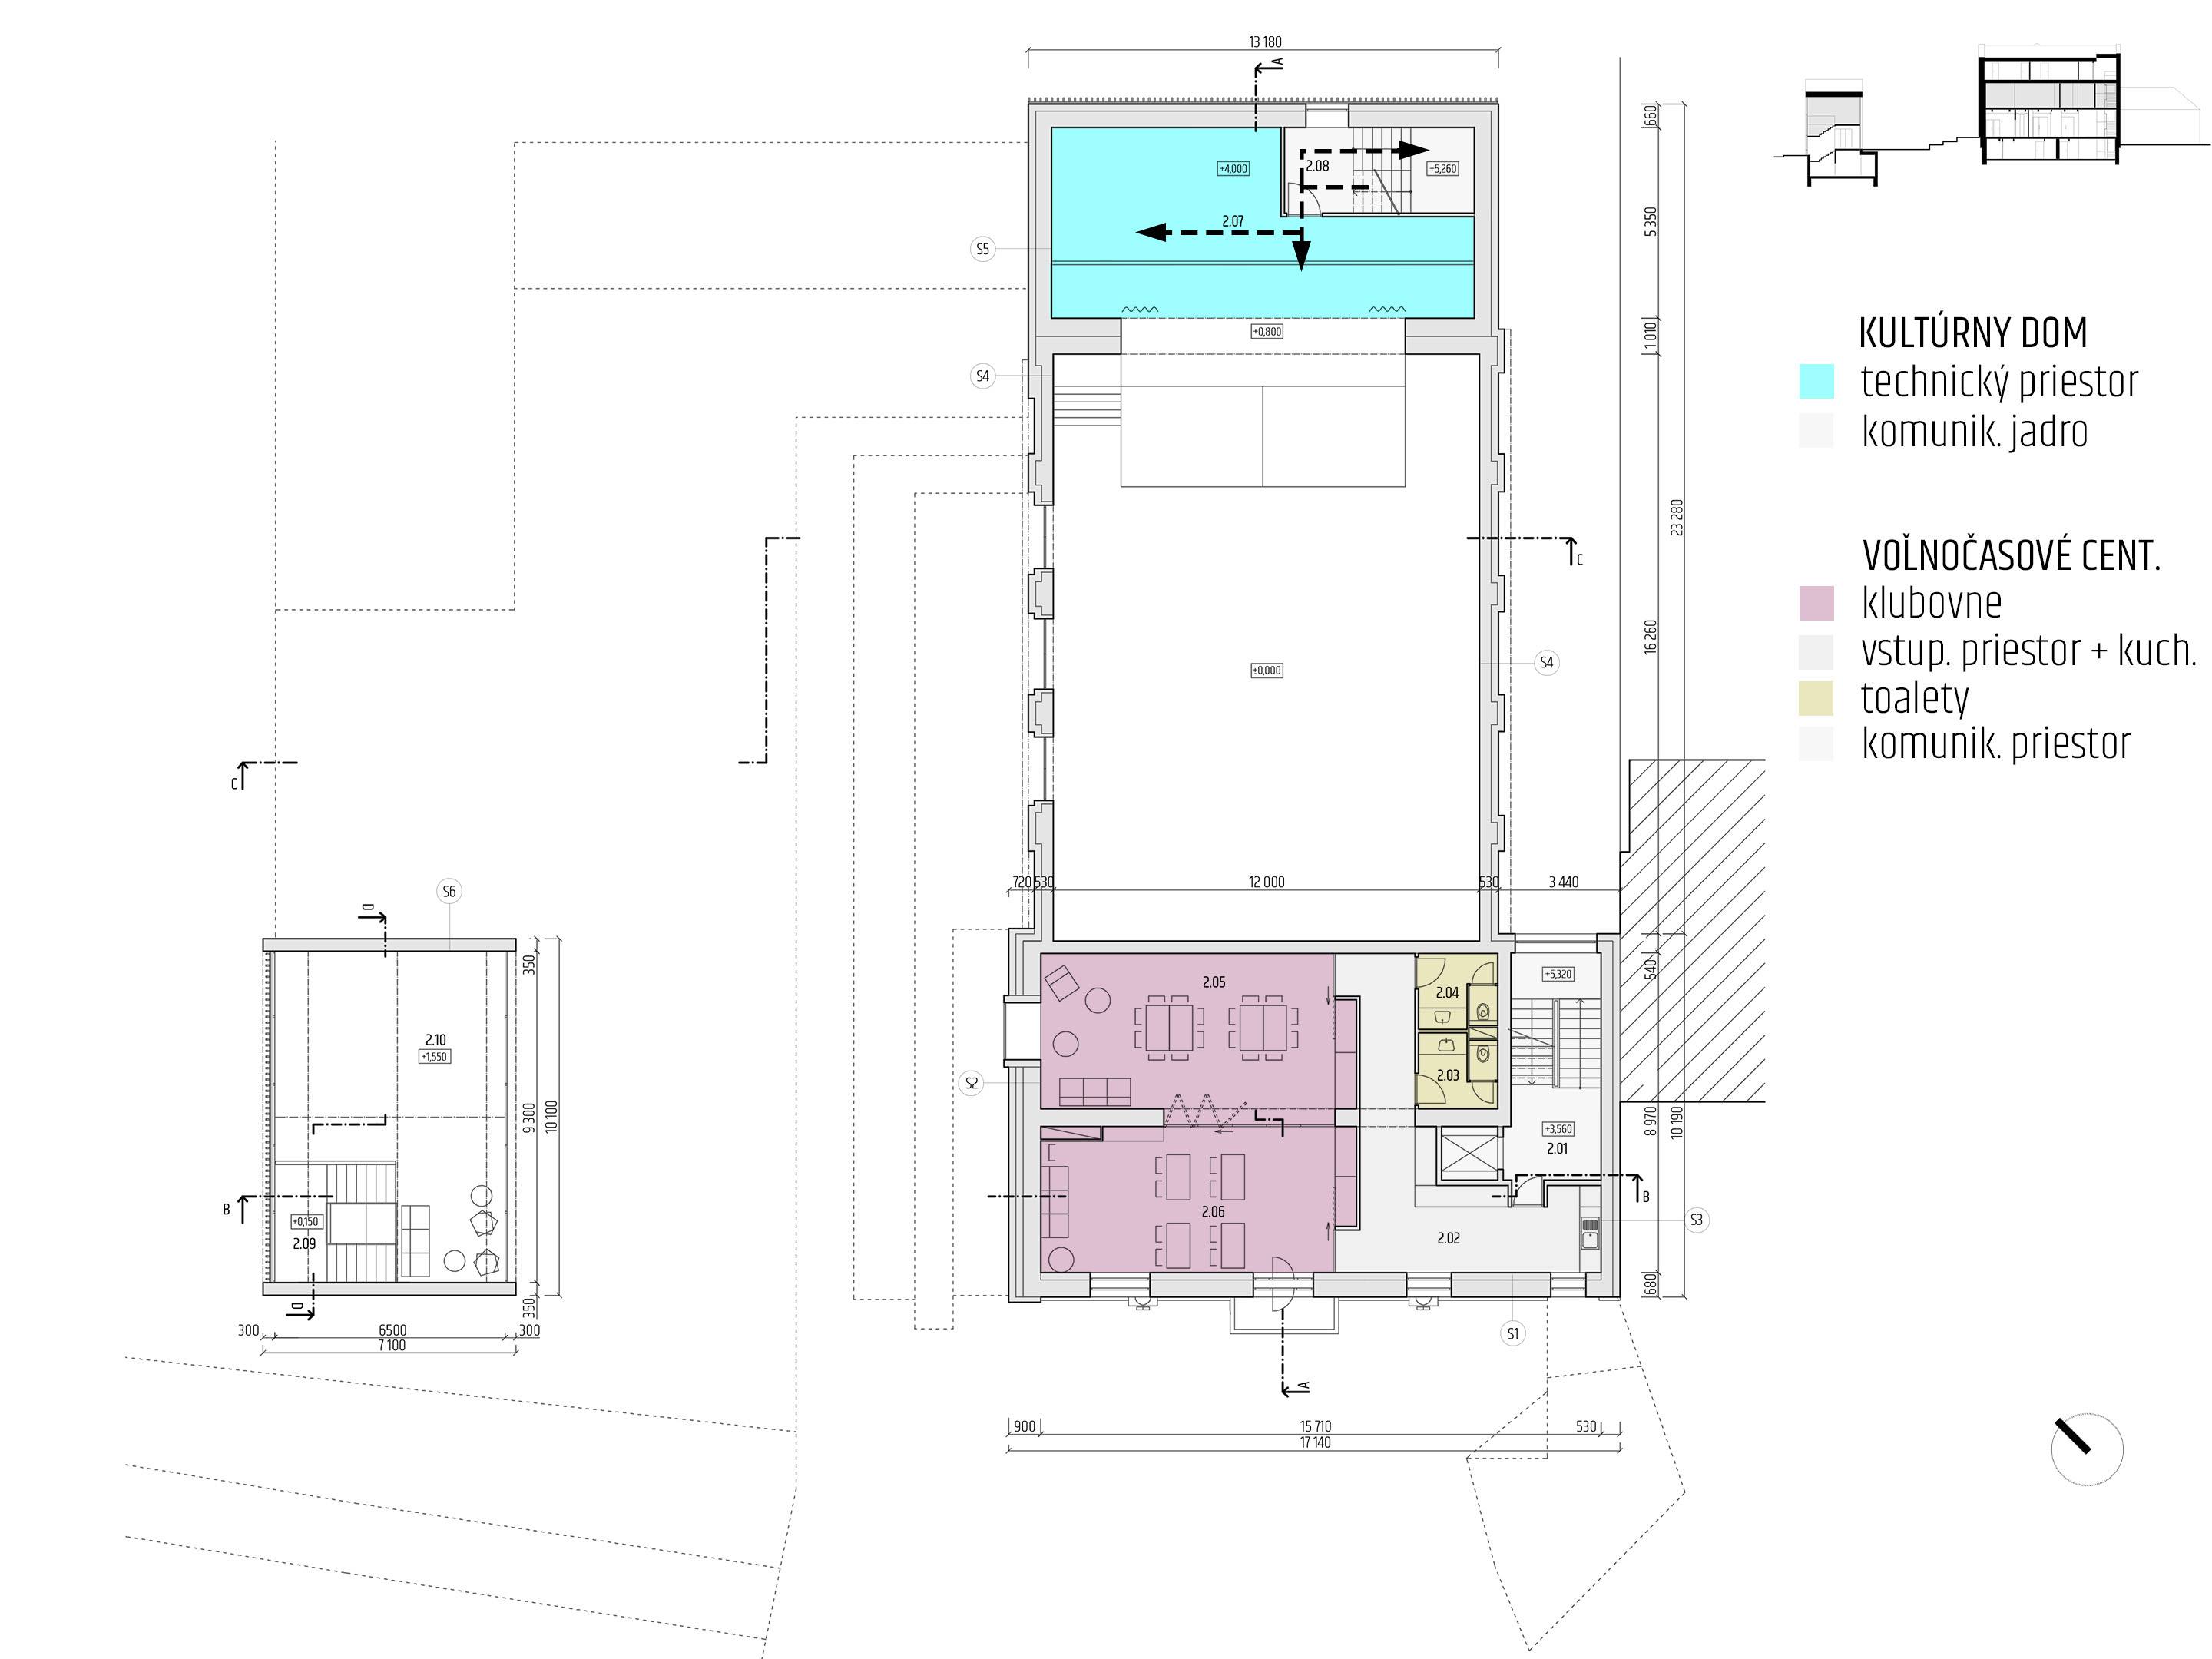 13 180
A
660
2.08
+4,000
+5,260
2.07
5 350
S5
+0,800
1 010
S4
KULTÚRNY DOM
technický priestor
komunik. jadro
23 280
C
VOĽNOČASOVÉ CENT.
klubovne
vstup. priestor + kuch.
toalety
komunik. priestor
16 260
S4
+0,000
C
720
530
12 000
530
3 440
S6
D
350
540
2.05
2.04
+5,320
2.10
+1,550
S2
2.03
9 300
10 100
8 970
10 190
+3,560
2.01
B
+0,150
2.09
2.06
2.02
B
S3
D
350
680
300
6500
300
7 100
S1
A
900
15 710
530
17 140